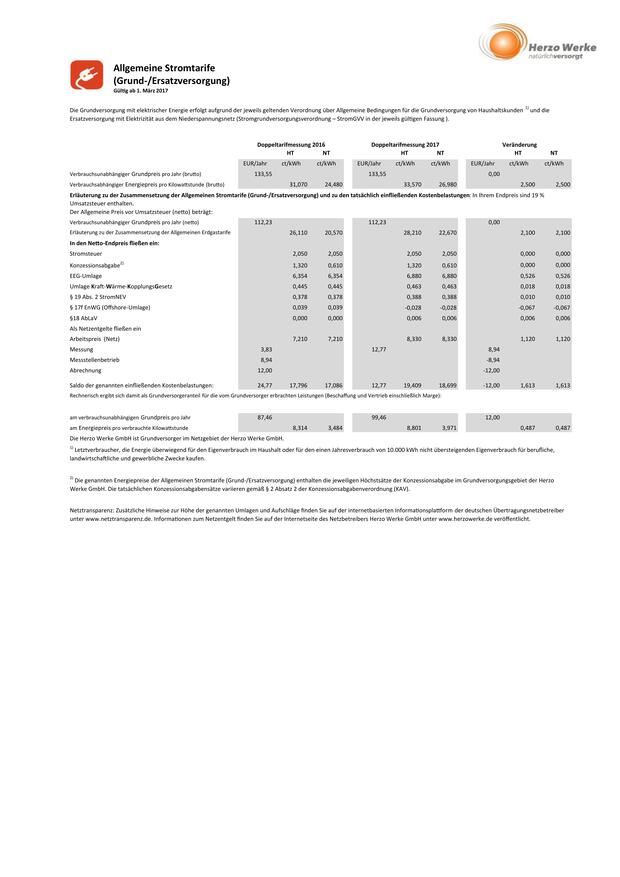 Herzo Werke
natürlichversorgt
Allgemeine Stromtarife
(Grund-/Ersatzversorgung)
Gültig ab 1. März 2017
Die Grundversorgung mit elektrischer Energie erfolgt aufgrund der jeweils geltenden Verordnung über Allgemeine Bedingungen für die Grundversorgung von Haushaltskunden 1) und die
Ersatzversorgung mit Elektrizität aus dem Niederspannungsnetz (Stromgrundversorgungsverordnung – StromGVV in der jeweils gültigen Fassung ).
Doppeltarifmessung 2016 Doppeltarifmessung 2017 Veränderung
HT NT HT NT HT NT
EUR/Jahr ct/kWh ct/kWh EUR/Jahr ct/kWh ct/kWh EUR/Jahr ct/kWh ct/kWh
Verbrauchsunabhängiger Grundpreis pro Jahr (brutto) 133,55 133,55 0,00
Verbrauchsabhängiger Energiepreis pro Kilowattstunde (brutto) 31,070 24,480 33,570 26,980 2,500 2,500
Erläuterung zu der Zusammensetzung der Allgemeinen Stromtarife (Grund-/Ersatzversorgung) und zu den tatsächlich einfließenden Kostenbelastungen: In Ihrem Endpreis sind 19 %
Umsatzsteuer enthalten.
Der Allgemeine Preis vor Umsatzsteuer (netto) beträgt:
Verbrauchsunabhängiger Grundpreis pro Jahr (netto) 112,23 112,23 0,00
Erläuterung zu der Zusammensetzung der Allgemeinen Erdgastarife 26,110 20,570 28,210 22,670 2,100 2,100
In den Netto-Endpreis fließen ein:
Stromsteuer 2,050 2,050 2,050 2,050 0,000 0,000
Konzessionsabgabe2) 1,320 0,610 1,320 0,610 0,000 0,000
EEG-Umlage 6,354 6,354 6,880 6,880 0,526 0,526
Umlage Kraft-Wärme-KopplungsGesetz 0,445 0,445 0,463 0,463 0,018 0,018
§ 19 Abs. 2 StromNEV 0,378 0,378 0,388 0,388 0,010 0,010
§ 17f EnWG (Offshore-Umlage) 0,039 0,039 -0,028 -0,028 -0,067 -0,067
§18 AbLaV 0,000 0,000 0,006 0,006 0,006 0,006
Als Netzentgelte fließen ein
Arbeitspreis (Netz) 7,210 7,210 8,330 8,330 1,120 1,120
Messung 3,83 12,77 8,94
Messstellenbetrieb 8,94 -8,94
Abrechnung 12,00 -12,00
Saldo der genannten einfließenden Kostenbelastungen: 24,77 17,796 17,086 12,77 19,409 18,699 -12,00 1,613 1,613
Rechnerisch ergibt sich damit als Grundversorgeranteil für die vom Grundversorger erbrachten Leistungen (Beschaffung und Vertrieb einschließlich Marge):
am verbrauchsunabhängigen Grundpreis pro Jahr 87,46 99,46 12,00
am Energiepreis pro verbrauchte Kilowattstunde 8,314 3,484 8,801 3,971 0,487 0,487
Die Herzo Werke GmbH ist Grundversorger im Netzgebiet der Herzo Werke GmbH.
1) Letztverbraucher, die Energie überwiegend für den Eigenverbrauch im Haushalt oder für den einen Jahresverbrauch von 10.000 kWh nicht übersteigenden Eigenverbrauch für berufliche,
landwirtschaftliche und gewerbliche Zwecke kaufen.
2) Die genannten Energiepreise der Allgemeinen Stromtarife (Grund-/Ersatzversorgung) enthalten die jeweiligen Höchstsätze der Konzessionsabgabe im Grundversorgungsgebiet der Herzo
Werke GmbH. Die tatsächlichen Konzessionsabgabensätze variieren gemäß § 2 Absatz 2 der Konzessionsabgabenverordnung (KAV).
Netztransparenz: Zusätzliche Hinweise zur Höhe der genannten Umlagen und Aufschläge finden Sie auf der internetbasierten Informationsplattform der deutschen Übertragungsnetzbetreiber
unter www.netztransparenz.de. Informationen zum Netzentgelt finden Sie auf der Internetseite des Netzbetreibers Herzo Werke GmbH unter www.herzowerke.de veröffentlicht.